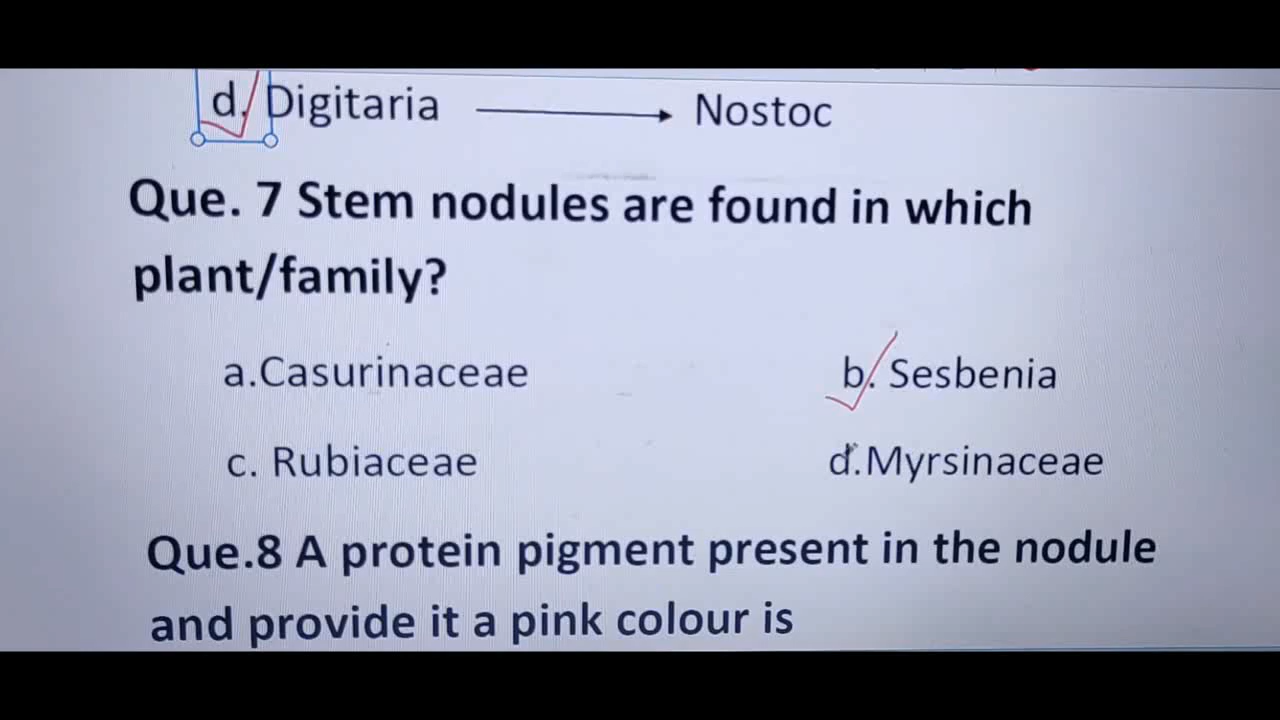 d. Digitaria → Nostoc
Que. 7 Stem nodules are found in which
plant/family?
a.Casurinaceae b. Sesbenia
c. Rubiaceae d.Myrsinaceae
Que.8 A protein pigment present in the nodule
and provide it a pink colour is